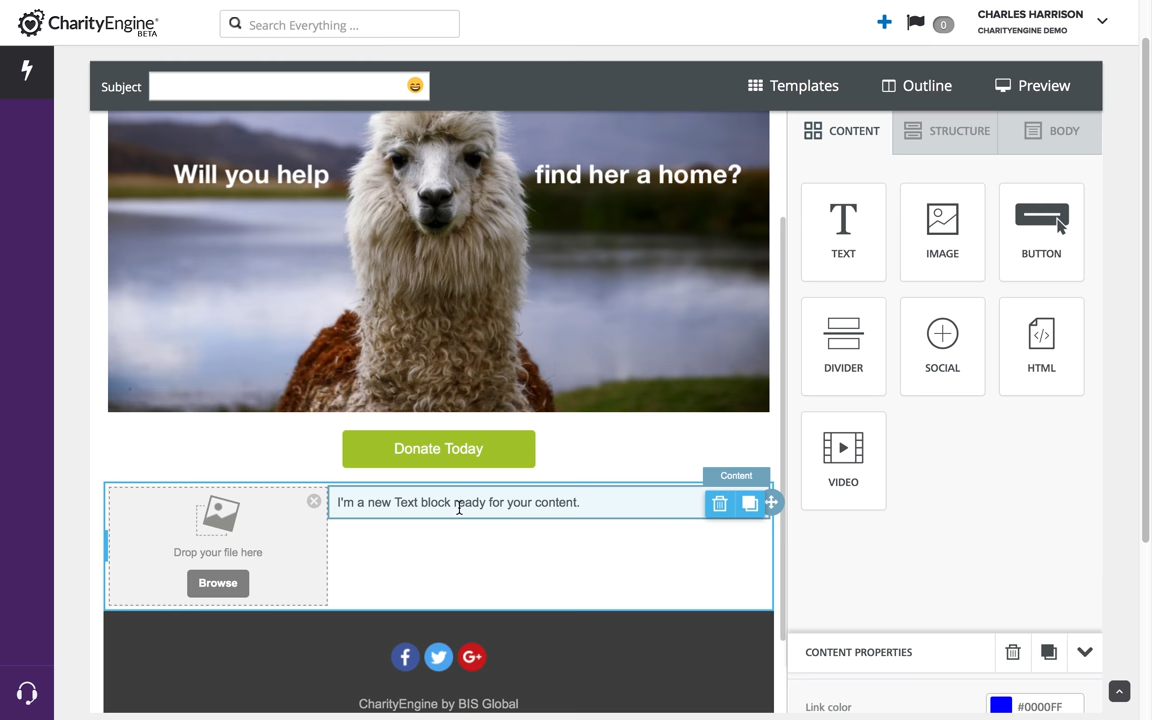 CharityEngine
BETA
Search Everything ...
0
CHARLES HARRISON
CHARITYENGINE DEMO
Subject
Templates
Outline
Preview
CONTENT
STRUCTURE
BODY
Will you help find her a home?
TEXT
IMAGE
BUTTON
DIVIDER
SOCIAL
HTML
VIDEO
Donate Today
Content
I'm a new Text block ready for your content.
Drop your file here
Browse
CONTENT PROPERTIES
Link color
#0000FF
CharityEngine by BIS Global